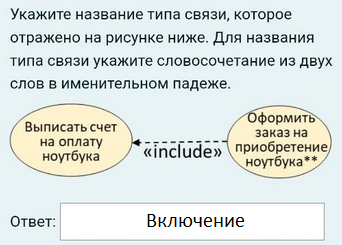 Укажите название типа связи, которое
отражено на рисунке ниже. Для названия
типа связи укажите словосочетание из двух
слов в именительном падеже.
Выписать счет
на оплату
ноутбука
«include»
Оформить
заказ на
приобретение
ноутбука**
Ответ: Включение